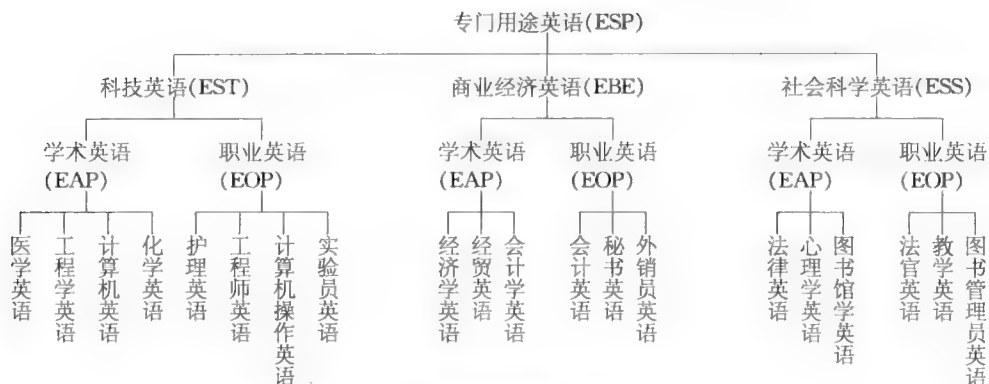 专门用途英语(ESP)
科技英语(EST)
商业经济英语(EBE)
社会科学英语(ESS)
学术英语
(EAP)
职业英语
(EOP)
学术英语
(EAP)
职业英语
(EOP)
学术英语
(EAP)
职业英语
(EOP)
医学英语
工程学英语
计算机英语
化学英语
护理英语
工程师英语
计算机操作英语
实验员英语
经济学英语
经贸英语
会计学英语
会计英语
秘书英语
外销员英语
法律英语
心理学英语
图书馆学英语
法官英语
教学英语
图书管理员英语